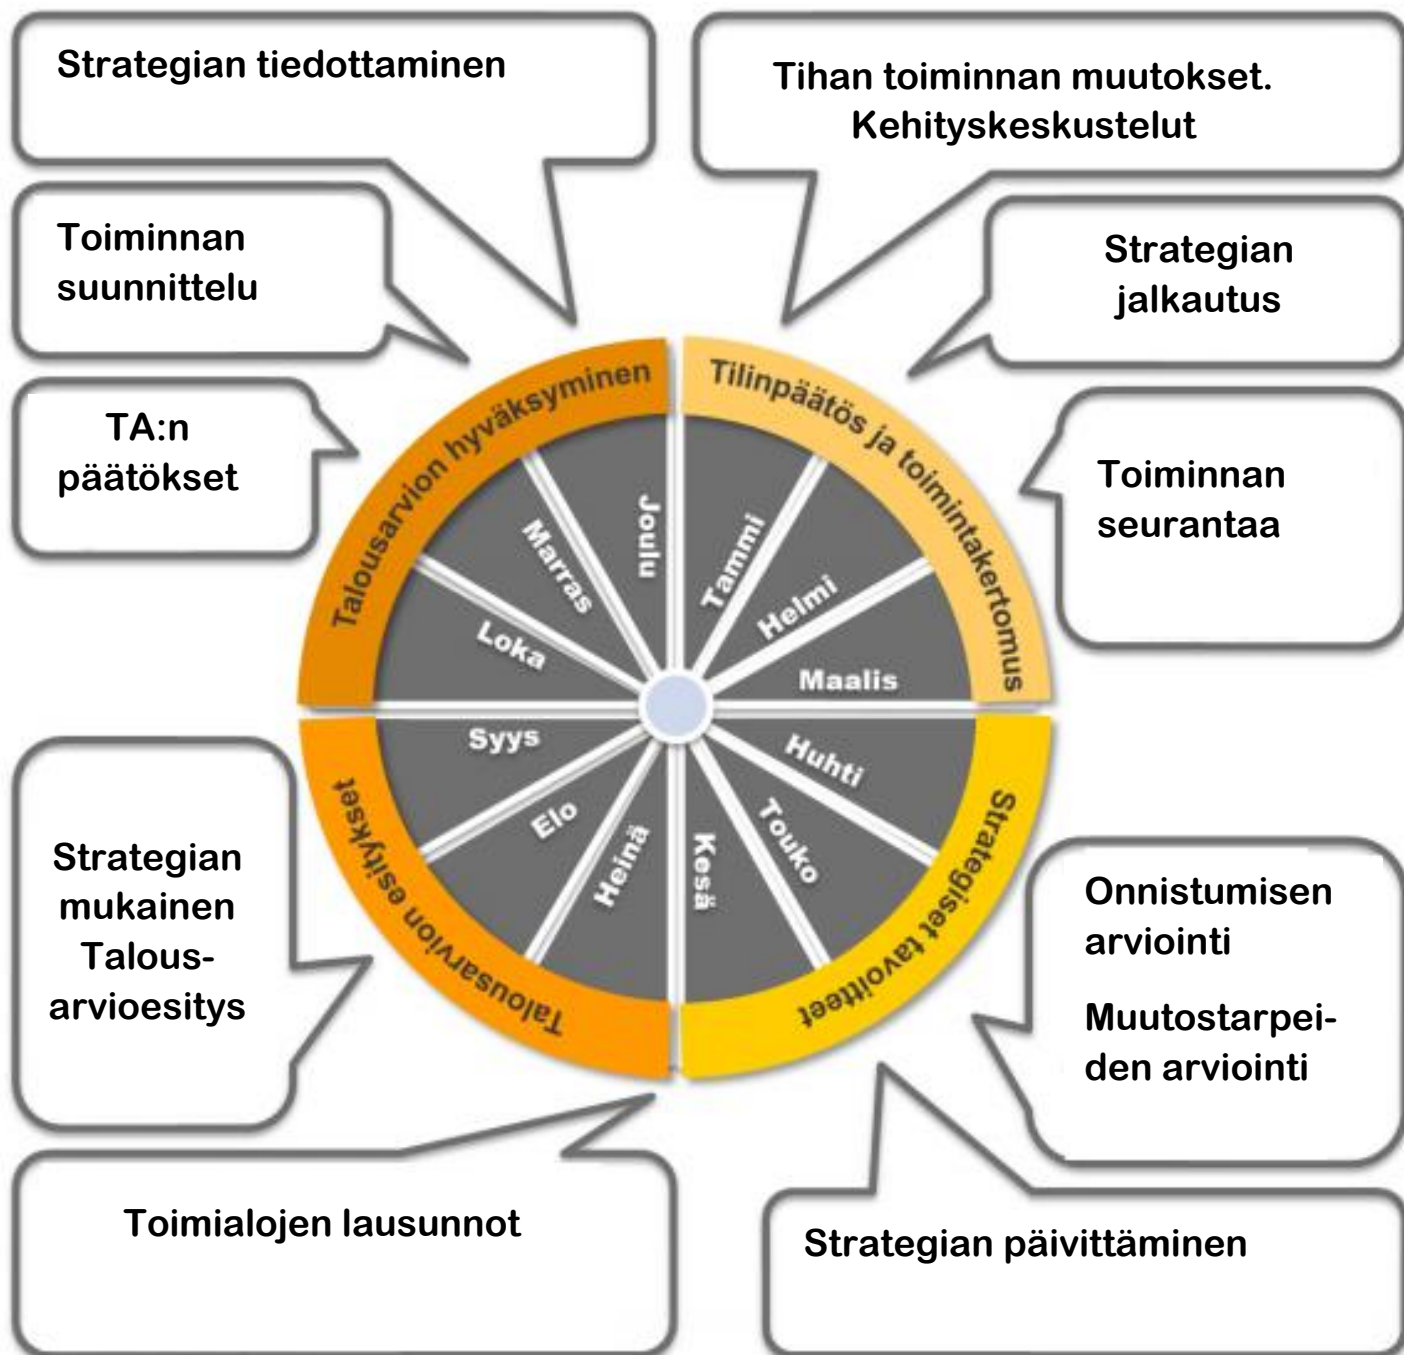 Strategian tiedottaminen
Tihan toiminnan muutokset.
Kehityskeskustelut
Toiminnan
suunnittelu
Strategian
jalkautus
TA:n
päätökset
Toiminnan
seurantaa
Talousarvion hyväksyminen
Tilinpäätös ja toimintakertomus
Strategiset tavoitteet
Talousarvion esitykset
Tammi
Helmi
Maalis
Huhti
Touko
Kesä
Heinä
Elo
Syys
Loka
Marras
Joulu
Strategian
mukainen
Talous-
arvioesitys
Onnistumisen
arviointi
Muutostarpei-
den arviointi
Toimialojen lausunnot
Strategian päivittäminen